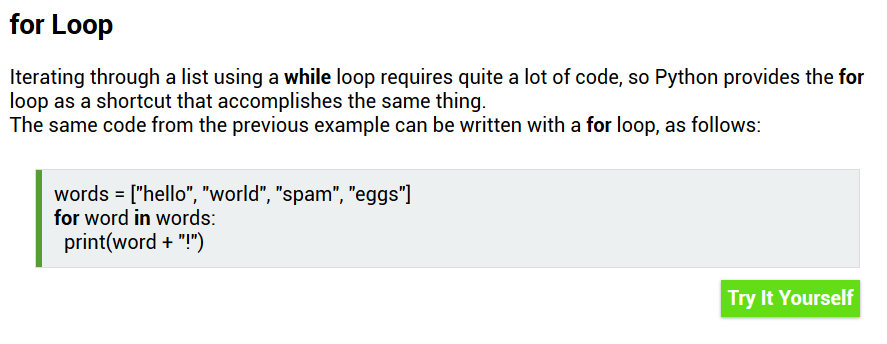 for Loop
Iterating through a list using a while loop requires quite a lot of code, so Python provides the for
loop as a shortcut that accomplishes the same thing.
The same code from the previous example can be written with a for loop, as follows:
words = ["hello", "world", "spam", "eggs"]
for word in words:
  print(word + "!")
Try It Yourself